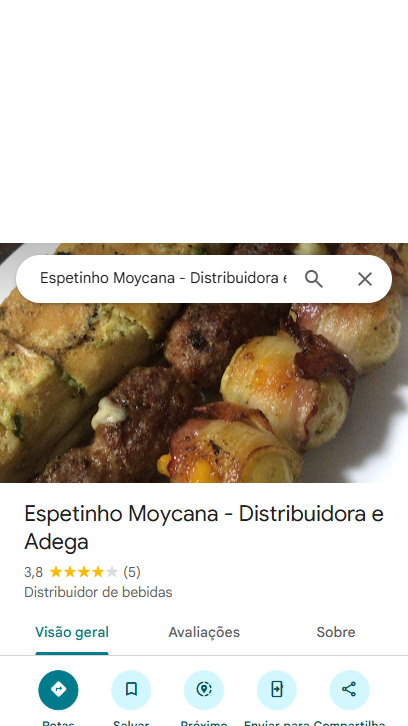 Espetinho Moycana - Distribuidora e
Espetinho Moycana - Distribuidora e
Adega
3,8 (5)
Distribuidor de bebidas
Visão geral Avaliações Sobre
Rotas Salvar Próximo Enviar para Compartilha